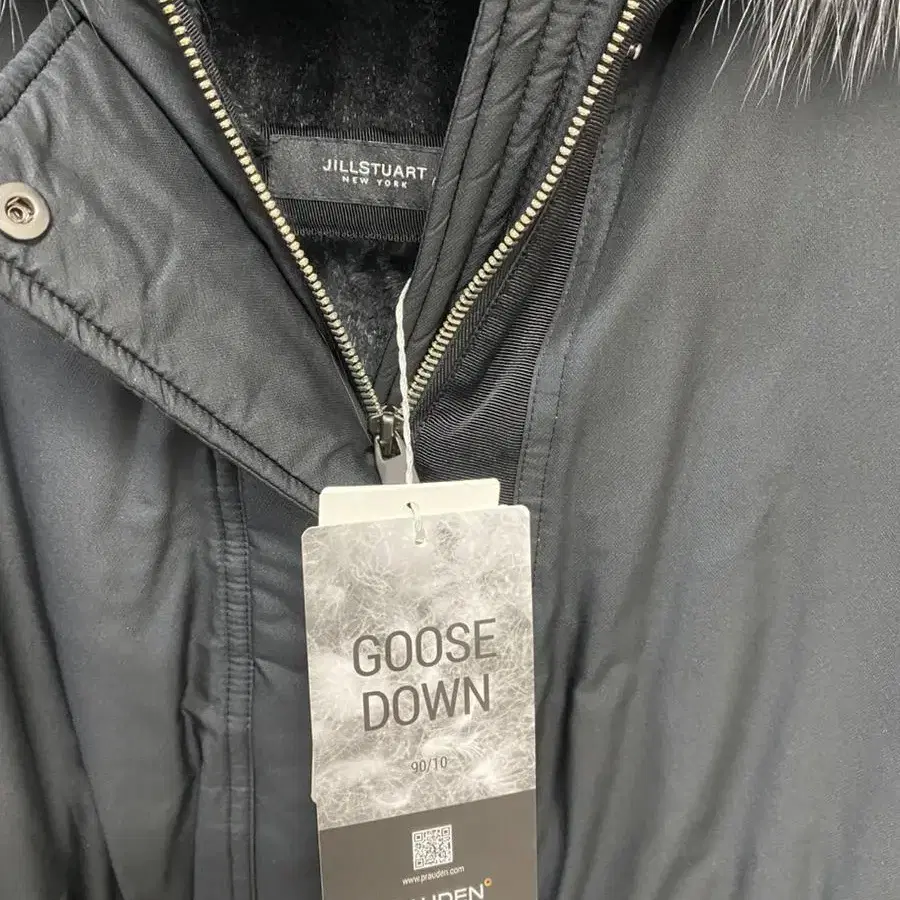 JILLSTUART
NEW YORK
GOOSE
DOWN
90/10
www.prauden.com